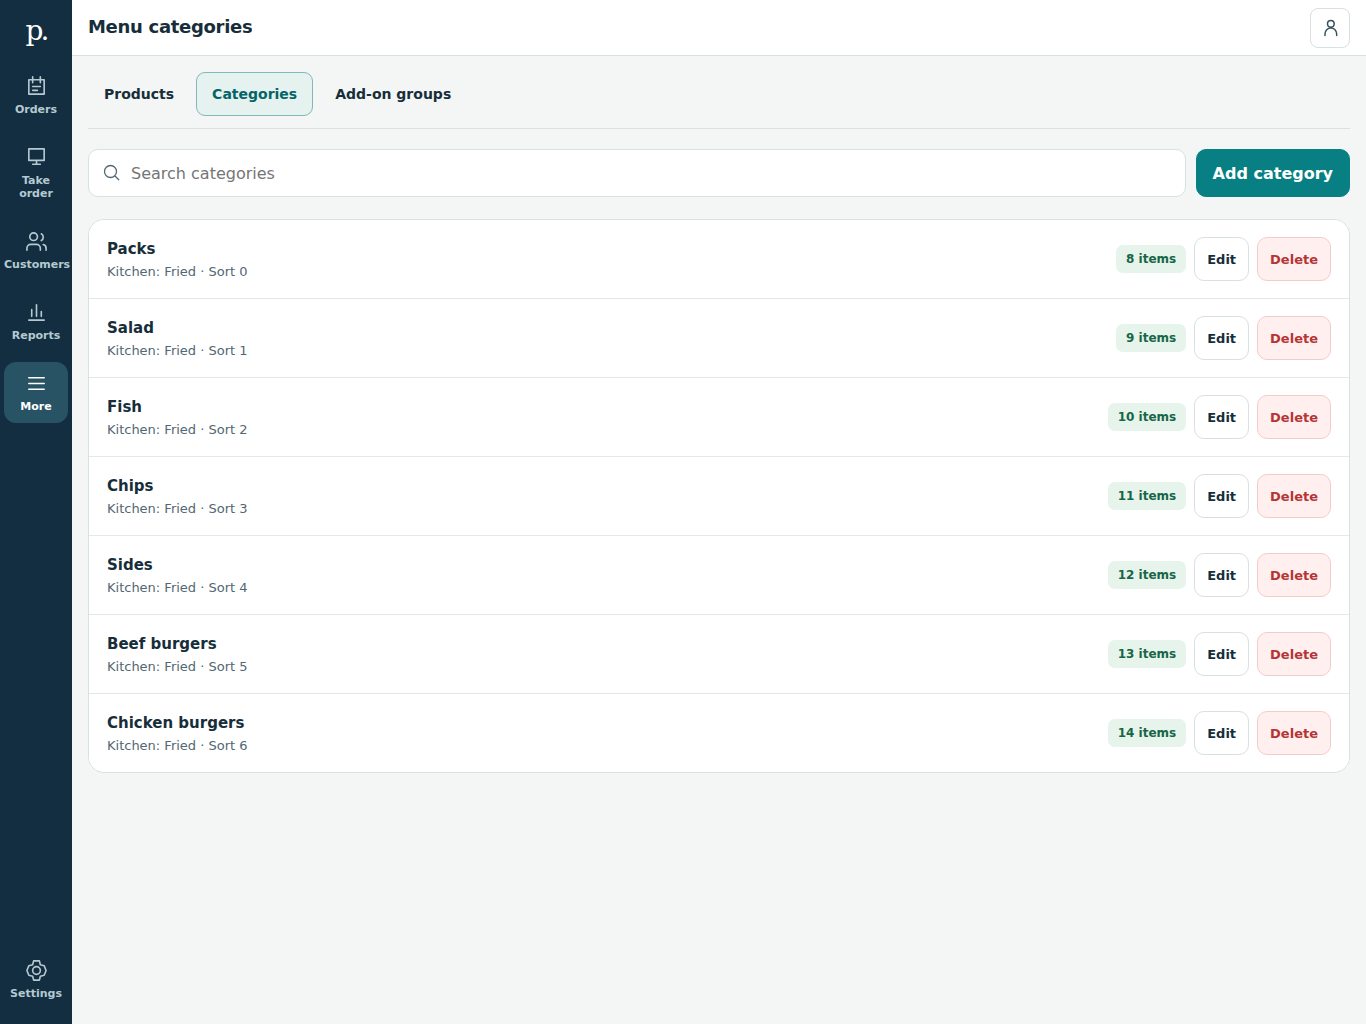 p.
Menu categories
Orders
Take
order
Customers
Reports
More
Settings
Products
Categories
Add-on groups
Search categories
Add category
Packs
Kitchen: Fried · Sort 0
8 items
Edit
Delete
Salad
Kitchen: Fried · Sort 1
9 items
Edit
Delete
Fish
Kitchen: Fried · Sort 2
10 items
Edit
Delete
Chips
Kitchen: Fried · Sort 3
11 items
Edit
Delete
Sides
Kitchen: Fried · Sort 4
12 items
Edit
Delete
Beef burgers
Kitchen: Fried · Sort 5
13 items
Edit
Delete
Chicken burgers
Kitchen: Fried · Sort 6
14 items
Edit
Delete